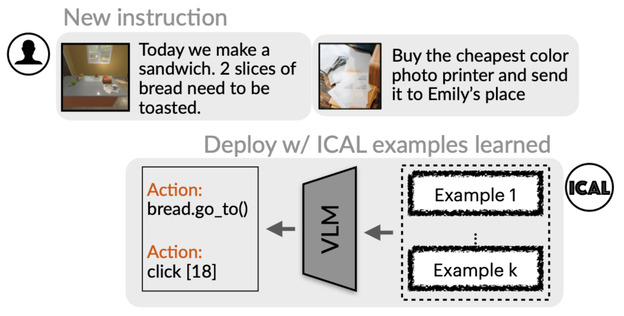 New instruction
Today we make a
sandwich. 2 slices of
bread need to be
toasted.
Buy the cheapest color
photo printer and send
it to Emily's place
Deploy w/ ICAL examples learned
Action:
bread.go_to()
Action:
click [18]
VLM
Example 1
Example k
ICAL